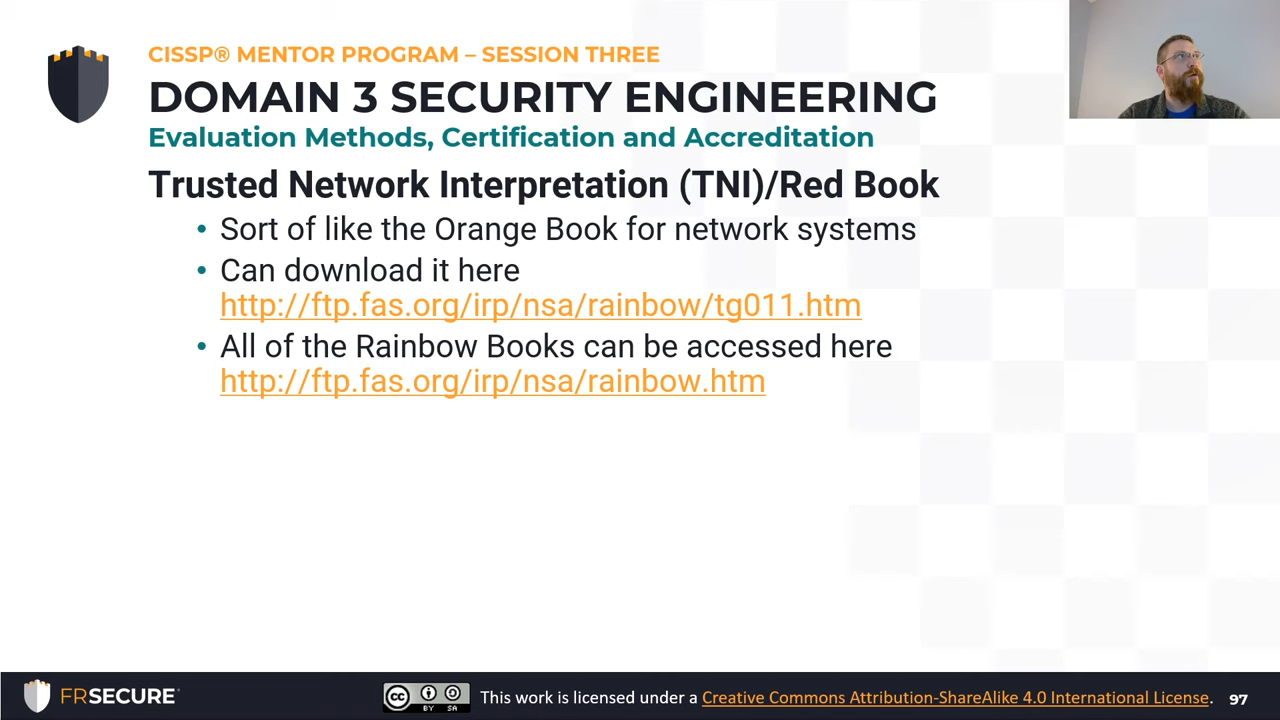 CISSP® MENTOR PROGRAM – SESSION THREE
DOMAIN 3 SECURITY ENGINEERING
Evaluation Methods, Certification and Accreditation
Trusted Network Interpretation (TNI)/Red Book
• Sort of like the Orange Book for network systems
• Can download it here
http://ftp.fas.org/irp/nsa/rainbow/tg011.htm
• All of the Rainbow Books can be accessed here
http://ftp.fas.org/irp/nsa/rainbow.htm
FRSECURE
cc BY SA
This work is licensed under a Creative Commons Attribution-ShareAlike 4.0 International License.
97